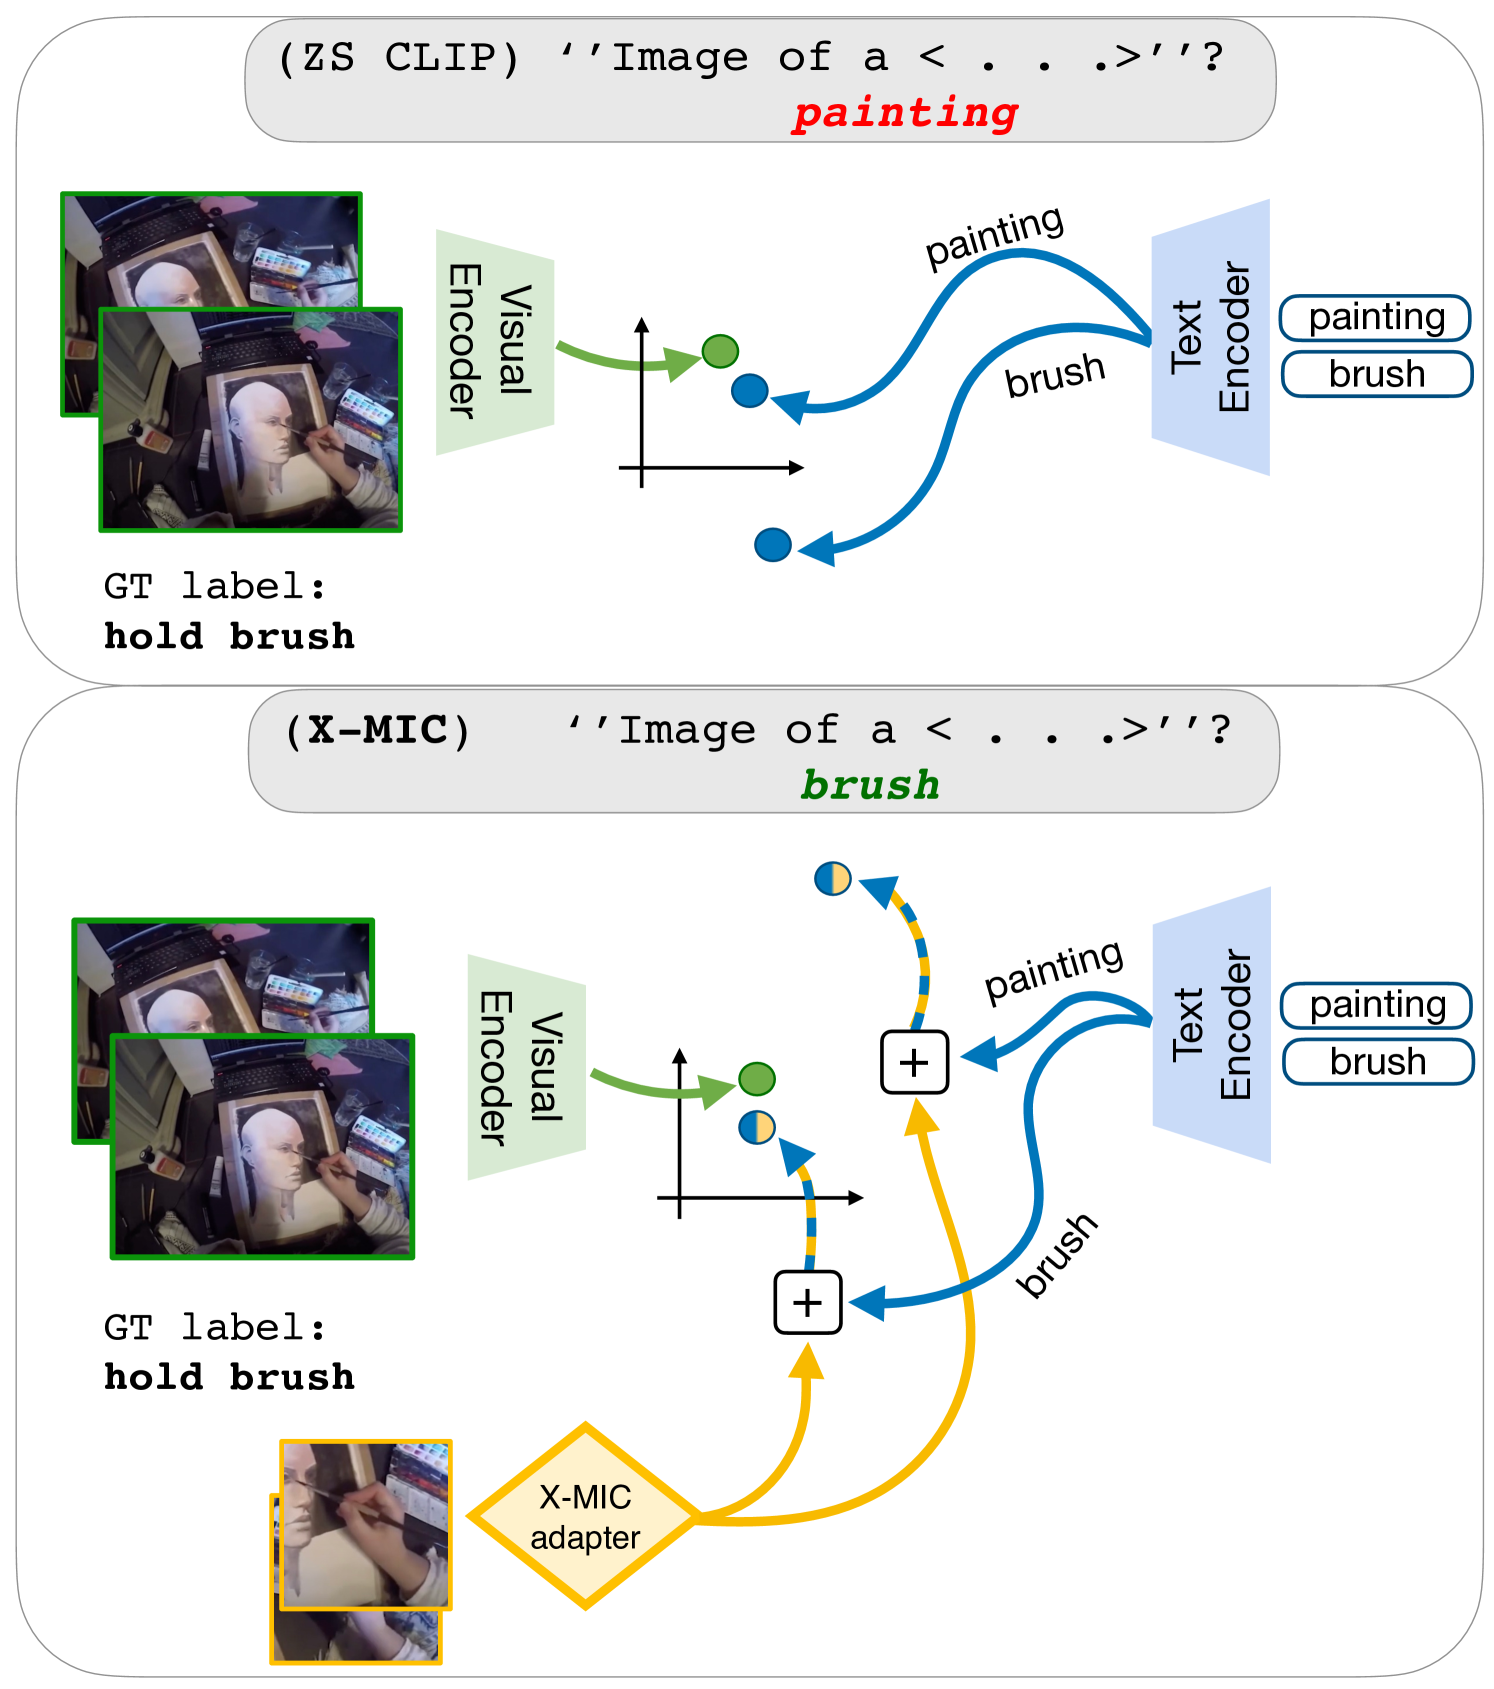 (ZS CLIP) ‘’Image of a < . . .>’’?
painting
Visual
Encoder
painting
brush
Text
Encoder
painting
brush
GT label:
hold brush
(X-MIC) ‘’Image of a < . . .>’’?
brush
Visual
Encoder
+
painting
Text
Encoder
painting
brush
brush
+
GT label:
hold brush
X-MIC
adapter